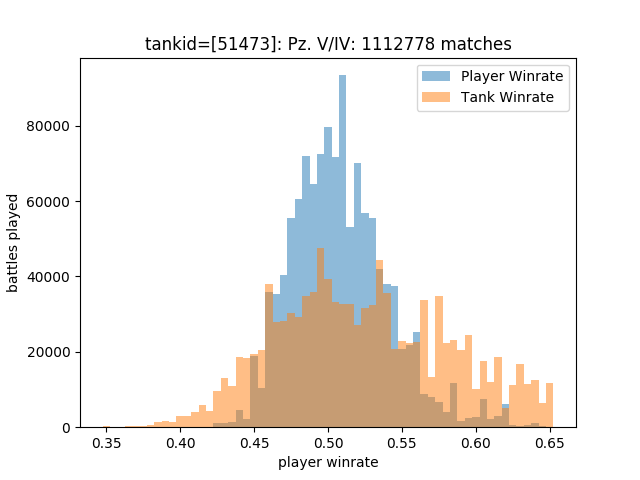 tankid=[51473]: Pz. V/IV: 1112778 matches
Player Winrate
Tank Winrate
battles played
80000
60000
40000
20000
0
0.35 0.40 0.45 0.50 0.55 0.60 0.65
player winrate